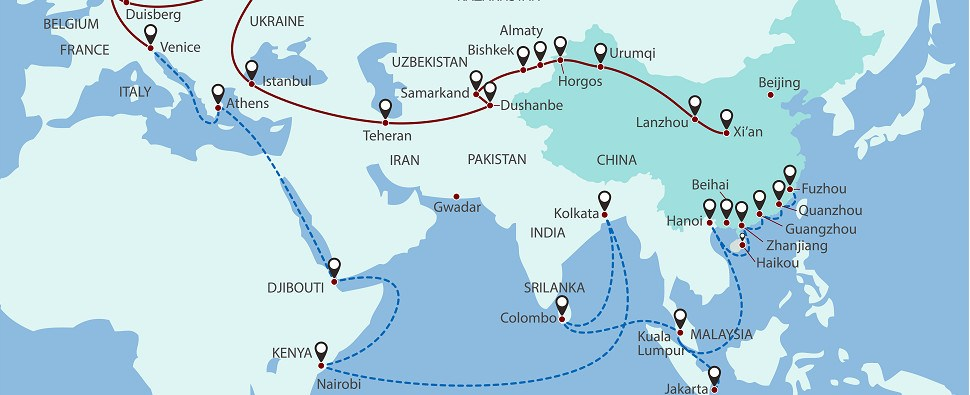 KAZAKHSTAN
Duisberg
BELGIUM
UKRAINE
Almaty
FRANCE
Venice
Bishkek
Urumqi
UZBEKISTAN
Istanbul
Horgos
Beijing
ITALY
Samarkand
Athens
Dushanbe
Lanzhou
Xi'an
Teheran
IRAN
PAKISTAN
CHINA
Beihai
Fuzhou
Gwadar
Kolkata
Hanoi
Quanzhou
INDIA
Guangzhou
Zhanjiang
Haikou
DJIBOUTI
SRILANKA
Colombo
Kuala
Lumpur
MALAYSIA
KENYA
Nairobi
Jakarta